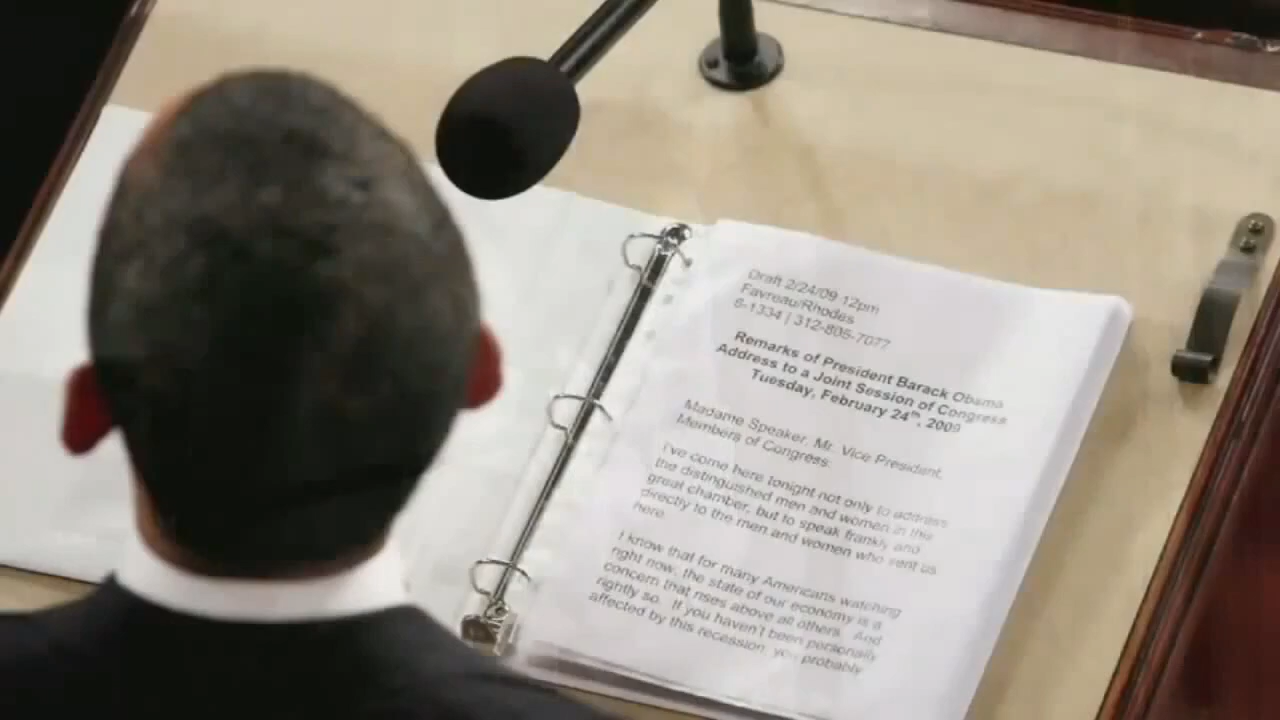 Draft 2/24/09 12pm
Favreau/Rhodes
6-1334 | 312-805-7077
Remarks of President Barack Obama
Address to a Joint Session of Congress
Tuesday, February 24th, 2009
Madame Speaker, Mr. Vice President,
Members of Congress:
I've come here tonight not only to address
the distinguished men and women in this
great chamber, but to speak frankly and
directly to the men and women who sent us
here.
I know that for many Americans watching
right now, the state of our economy is a
concern that rises above all others. And
rightly so. If you haven't been personally
affected by this recession, you probably